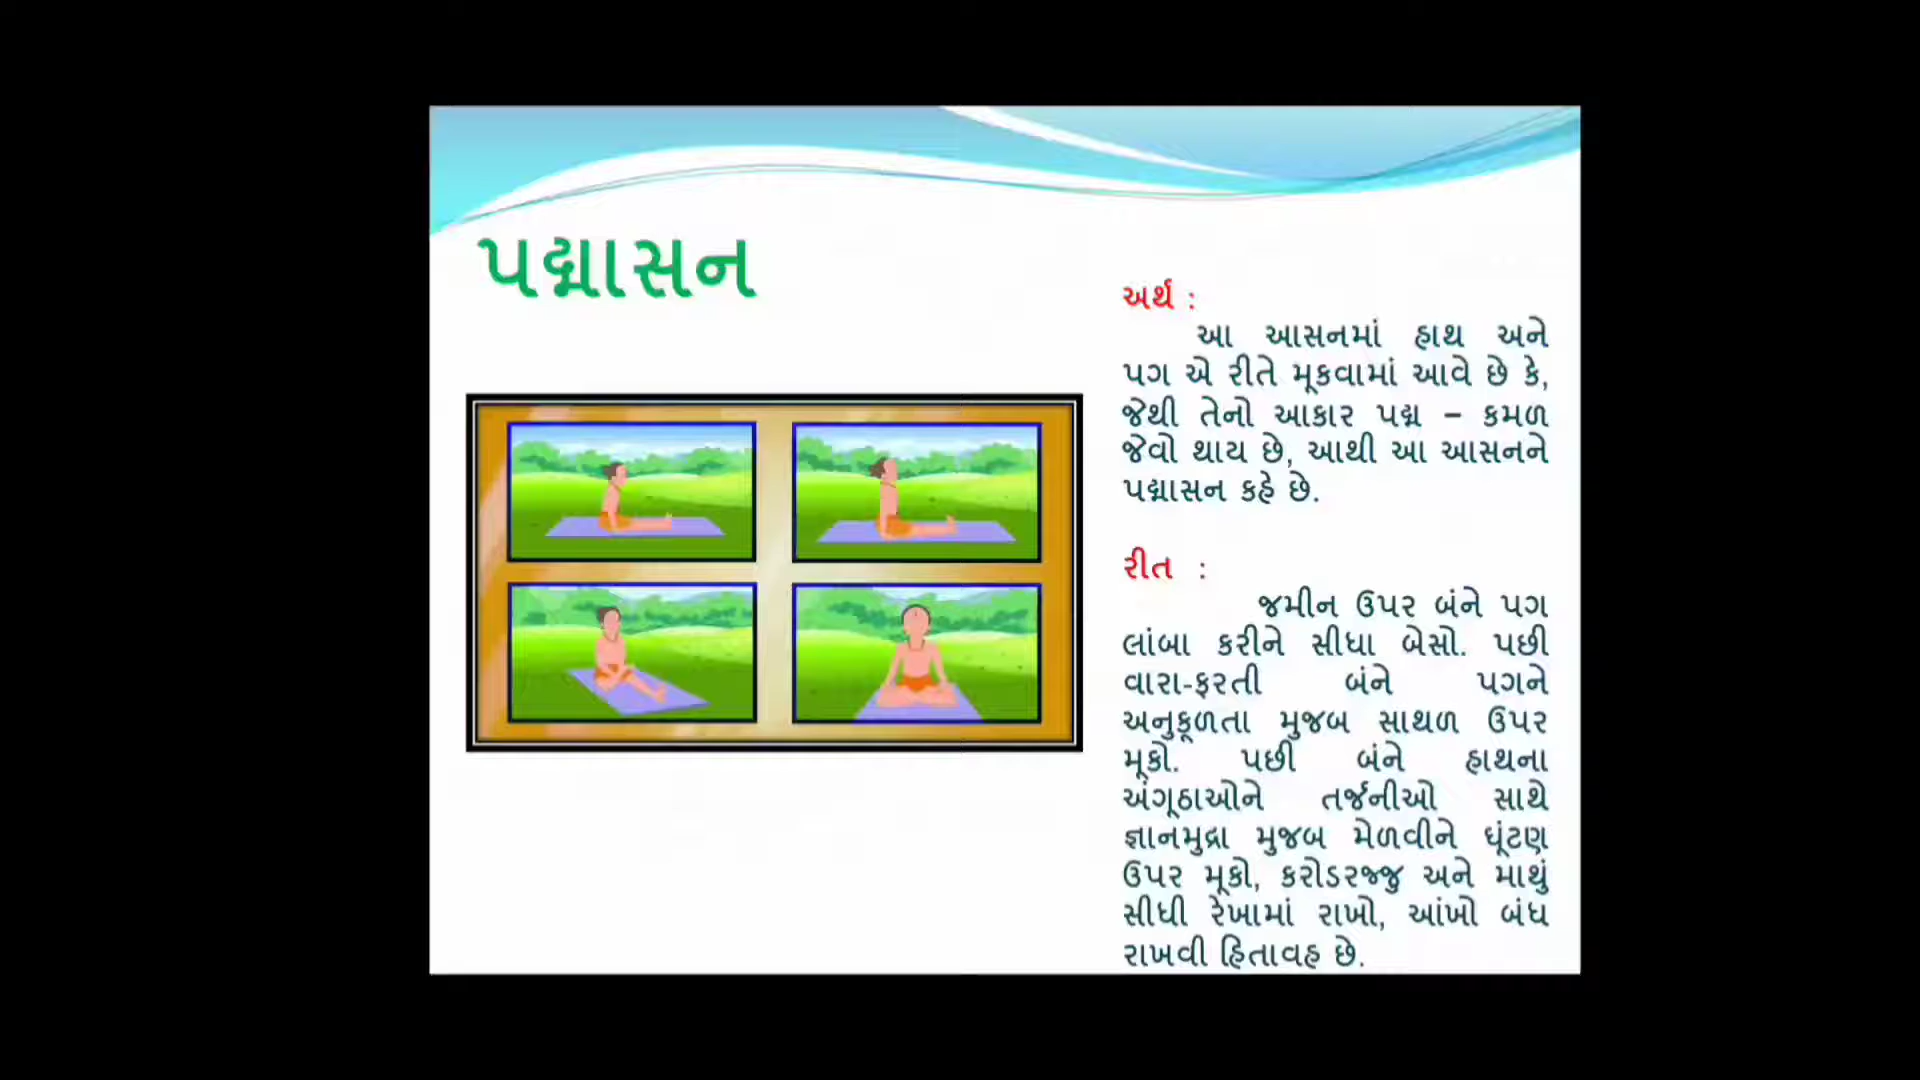 પદ્માસન
અર્થ :
આ આસનમાં હાથ અને
પગ એ રીતે મૂકવામાં આવે છે કે,
જેથી તેનો આકાર પદ્મ – કમળ
જેવો થાય છે, આથી આ આસનને
પદ્માસન કહે છે.
રીત :
જમીન ઉપર બંને પગ
લાંબા કરીને સીધા બેસો. પછી
વારા-ફરતી બંને પગને
અનુકૂળતા મુજબ સાથળ ઉપર
મૂકો. પછી બંને હાથના
અંગૂઠાઓને તર્જનીઓ સાથે
જ્ઞાનમુદ્રા મુજબ મેળવીને ઘૂંટણ
ઉપર મૂકો, કરોડરજ્જુ અને માથું
સીધી રેખામાં રાખો, આંખો બંધ
રાખવી હિતાવહ છે.